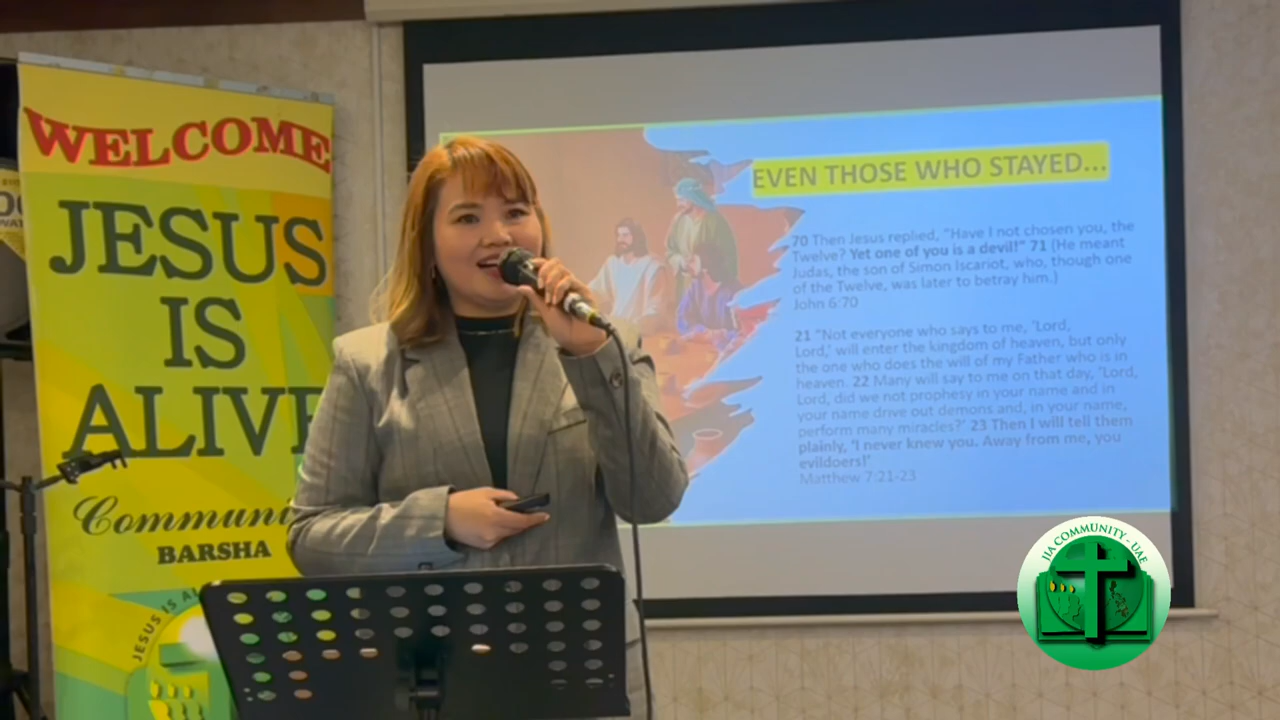 WELCOME
JESUS
IS
ALIVE
Communi
BARSHA
JESUS IS AL
EVEN THOSE WHO STAYED...
70 Then Jesus replied, “Have I not chosen you, the
Twelve? Yet one of you is a devil!” 71 (He meant
Judas, the son of Simon Iscariot, who, though one
of the Twelve, was later to betray him.)
John 6:70
21 “Not everyone who says to me, ‘Lord,
Lord,’ will enter the kingdom of heaven, but only
the one who does the will of my Father who is in
heaven. 22 Many will say to me on that day, ‘Lord,
Lord, did we not prophesy in your name and in
your name drive out demons and, in your name,
perform many miracles?’ 23 Then I will tell them
plainly, ‘I never knew you. Away from me, you
evildoers!’
Matthew 7:21-23
JIA COMMUNITY - UAE